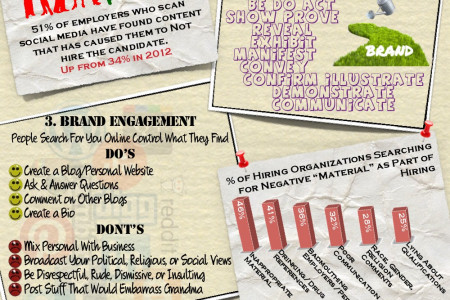 51% of employers who scan
social media have found content
that has caused them to Not
hire the candidate.
Up from 34% in 2012
BE DO ACT
SHOW PROVE
REVEAL
EXHIBIT
MANIFEST
CONVEY
CONFIRM ILLUSTRATE
DEMONSTRATE
COMMUNICATE
BRAND
3. Brand Engagement
People Search For You Online Control What They Find
DO'S
Create a Blog/Personal Website
Ask & Answer Questions
Comment on Other Blogs
Create a Bio
DONT'S
Mix Personal With Business
Broadcast Your Political, Religious, or Social Views
Be Disrespectful, Rude, Dismissive, or Insulting
Post Stuff That Would Embarrass Grandma
% of Hiring Organizations Searching
for Negative "Material" as Part of
Hiring
46%
41%
36%
32%
28%
25%
Inappropriate
Material
Drinking/Drug
References
Badmouthing
Employers
Poor
Communication
Race, Gender,
Religion
Comments
Lying About
Qualifications